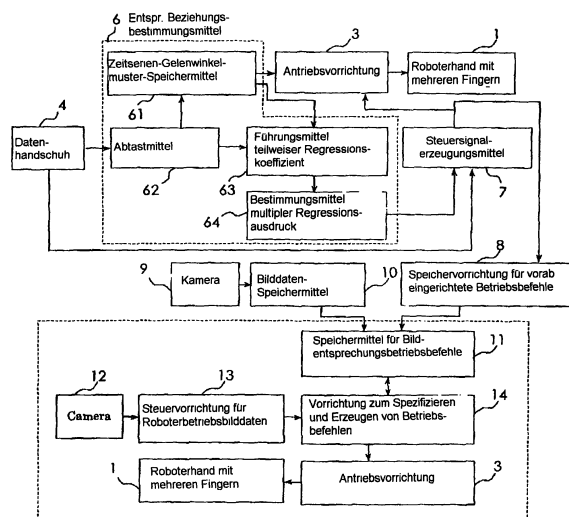 6 Entspr. Beziehungs-
bestimmungsmittel
3
1
Zeitsenen-Gelenwinkel-
muster-Speichermittel
61
Antriebsvorrichtung
Roboterhand mit
mehreren Fingern
4
Daten-
handschuh
Abtastmittel
62
Führungsmittel
teilweiser Regressions-
koeffizient
63
Steuersignal-
erzeugungsmittel
7
64
Bestimmungsmittel
multipler Regressions-
ausdruck
8
9
Kamera
Bilddaten-
Speichermittel
10
Speichervorrichtung für vorab
eingerichtete Betriebsbefehle
Speichermittel für Bild-
entsprechungsbetriebsbefehle
11
12
Camera
13
Steuervorrichtung für
Roboterbetriebsbilddaten
Vorrichtung zum Spezifizieren
und Erzeugen von Betriebs-
befehlen
14
1
Roboterhand mit
mehreren Fingern
Antriebsvorrichtung
3